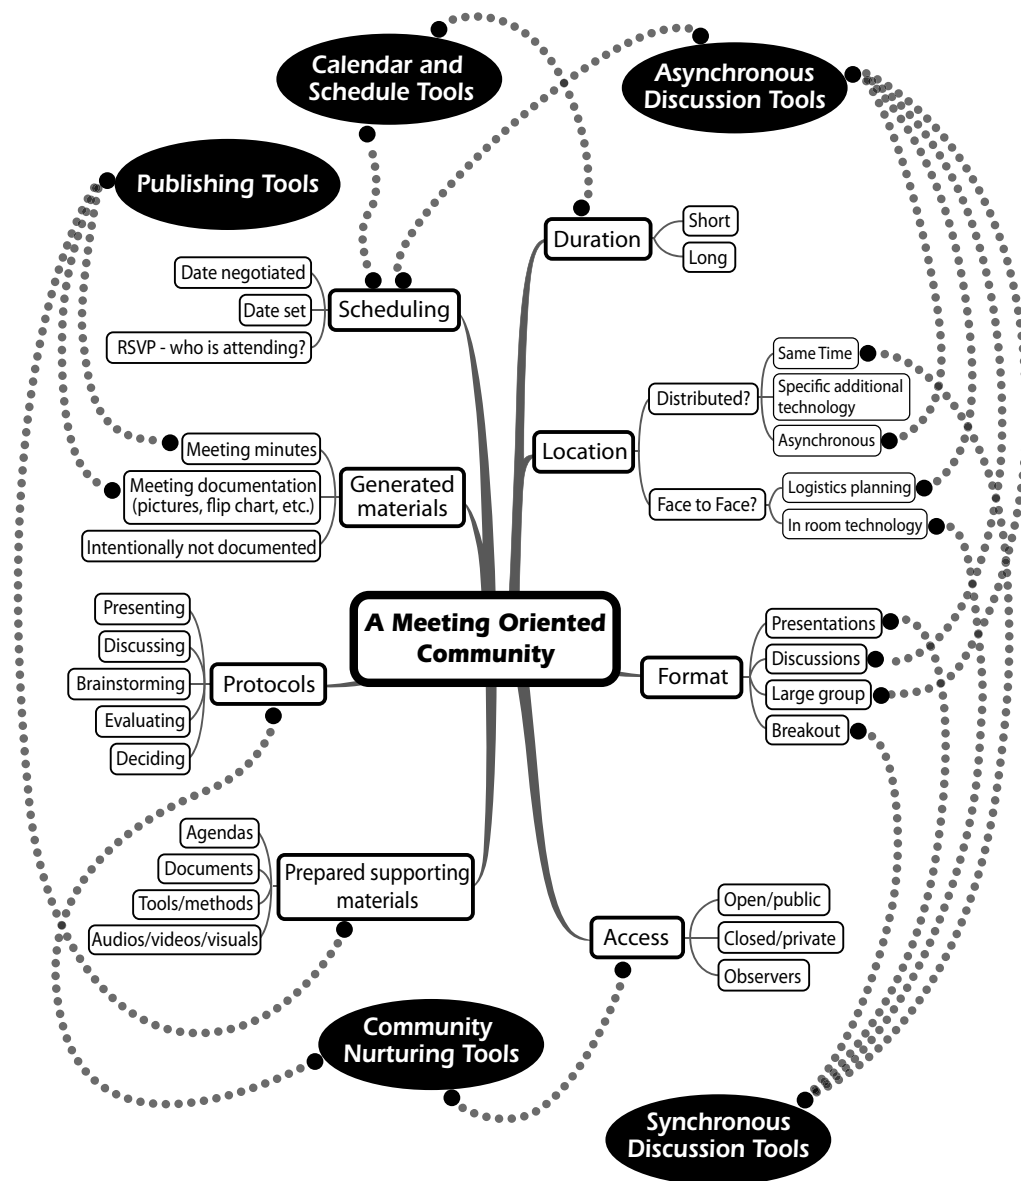 Calendar and
Schedule Tools
Asynchronous
Discussion Tools
Publishing Tools
Duration
Short
Long
Date negotiated
Date set
RSVP - who is attending?
Scheduling
Location
Distributed?
Same Time
Specific additional
technology
Asynchronous
Face to Face?
Logistics planning
In room technology
Meeting minutes
Meeting documentation
(pictures, flip chart, etc.)
Intentionally not documented
Generated
materials
A Meeting Oriented
Community
Presenting
Discussing
Brainstorming
Evaluating
Deciding
Protocols
Format
Presentations
Discussions
Large group
Breakout
Agendas
Documents
Tools/methods
Audios/videos/visuals
Prepared supporting
materials
Access
Open/public
Closed/private
Observers
Community
Nurturing Tools
Synchronous
Discussion Tools